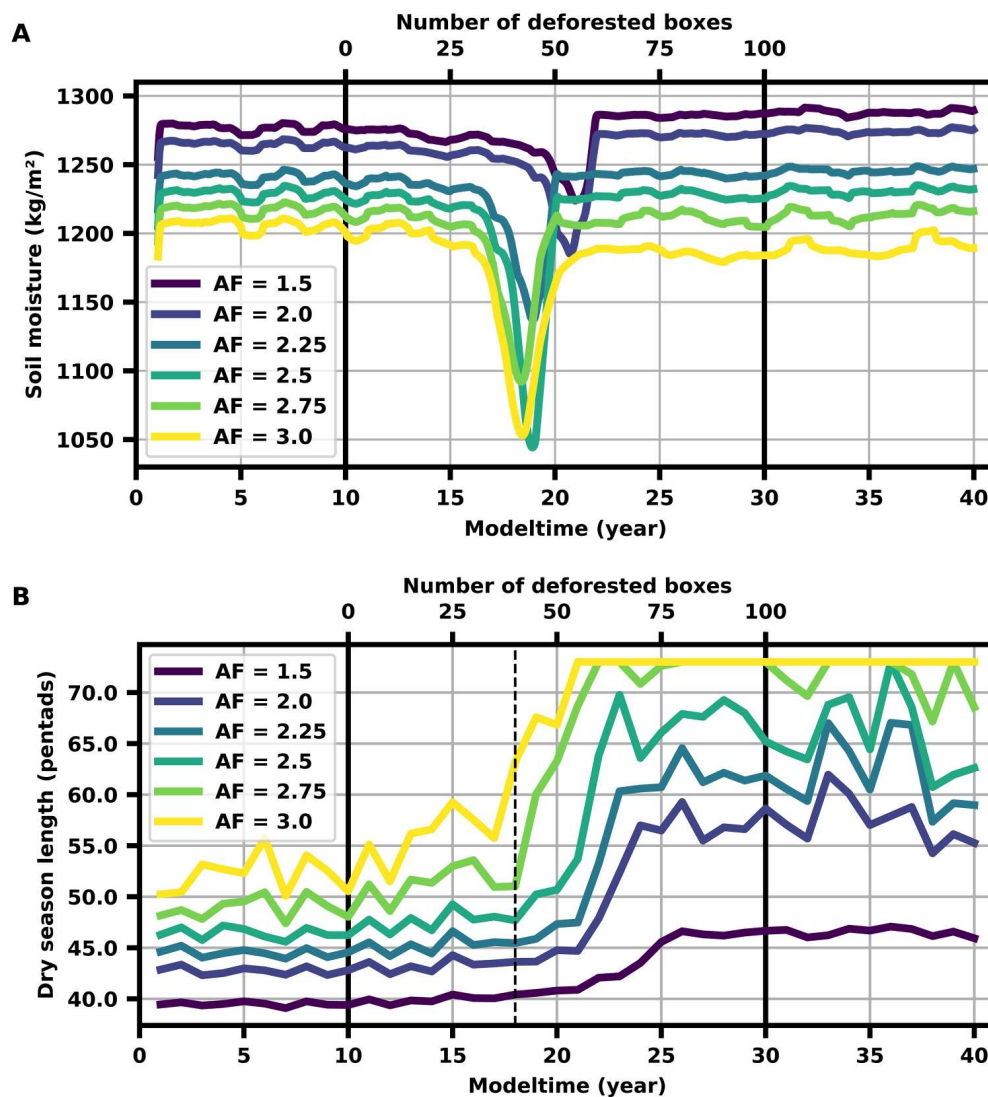 A
Number of deforested boxes
0 25 50 75 100
Soil moisture (kg/m²)
1300
1250
1200
1150
1100
1050
AF = 1.5
AF = 2.0
AF = 2.25
AF = 2.5
AF = 2.75
AF = 3.0
0 5 10 15 20 25 30 35 40
Modeltime (year)
B
Number of deforested boxes
0 25 50 75 100
Dry season length (pentads)
70.0
65.0
60.0
55.0
50.0
45.0
40.0
AF = 1.5
AF = 2.0
AF = 2.25
AF = 2.5
AF = 2.75
AF = 3.0
0 5 10 15 20 25 30 35 40
Modeltime (year)